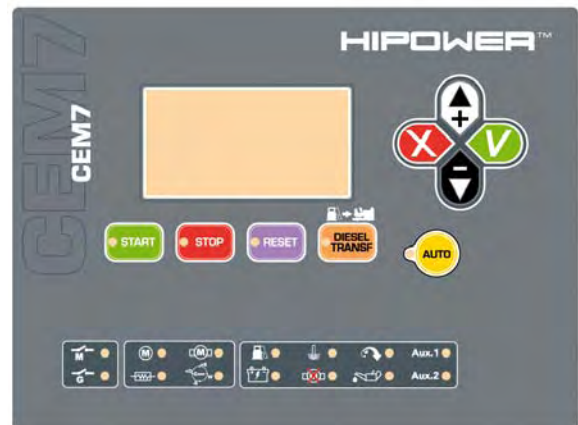 HIPOWER™
CEM7
CEM7
+
X
V
-
START
STOP
RESET
DIESEL
TRANSF
AUTO
M
M
M
Aux.1
G
Aux.2